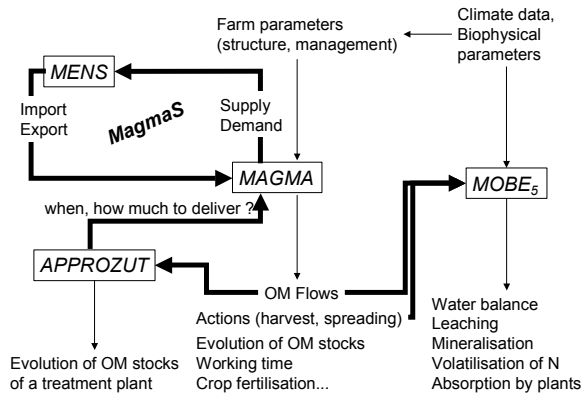 Farm parameters
(structure, management)
Climate data,
Biophysical
parameters
MENS
Import
Export
MagmaS
Supply
Demand
MAGMA
MOBE5
when, how much to deliver ?
APPROZUT
OM Flows
Actions (harvest, spreading)
Evolution of OM stocks
Working time
Crop fertilisation...
Evolution of OM stocks
of a treatment plant
Water balance
Leaching
Mineralisation
Volatilisation of N
Absorption by plants